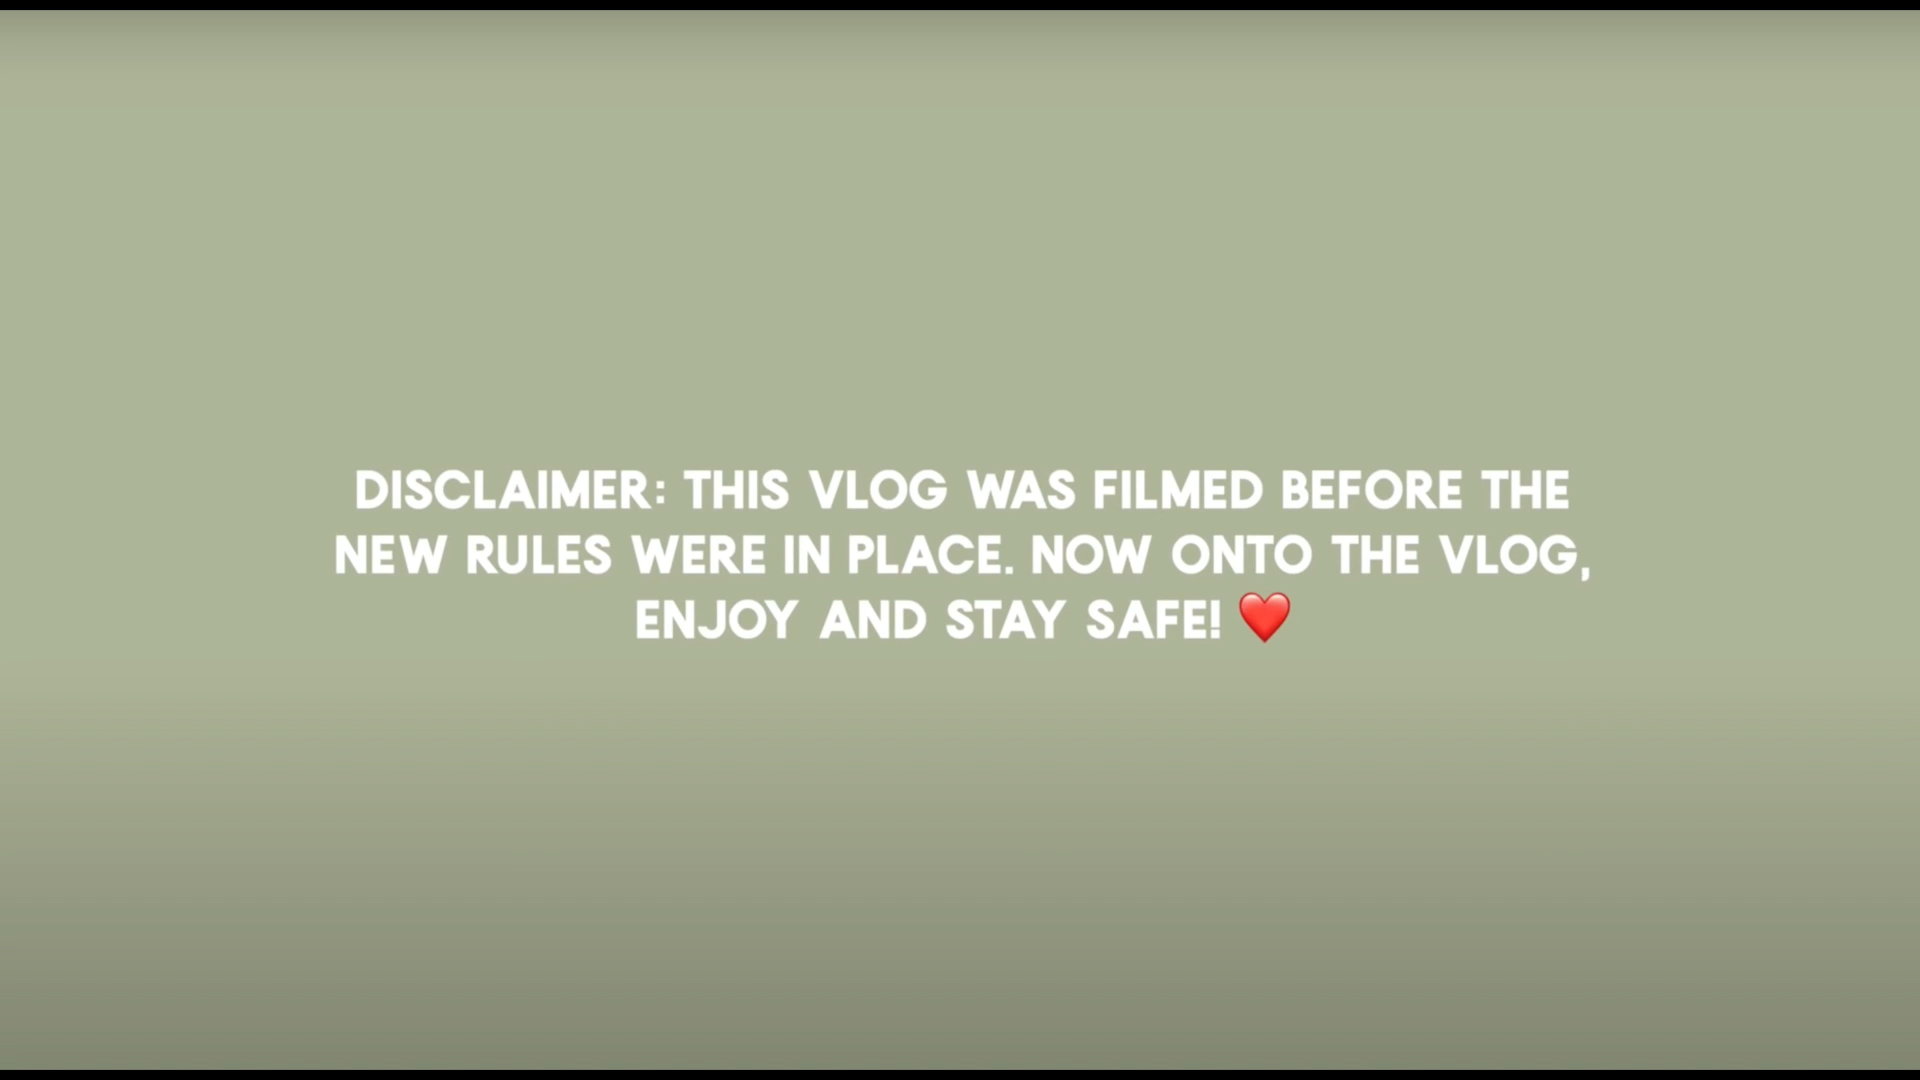 DISCLAIMER: THIS VLOG WAS FILMED BEFORE THE
NEW RULES WERE IN PLACE. NOW ONTO THE VLOG,
ENJOY AND STAY SAFE! ❤️